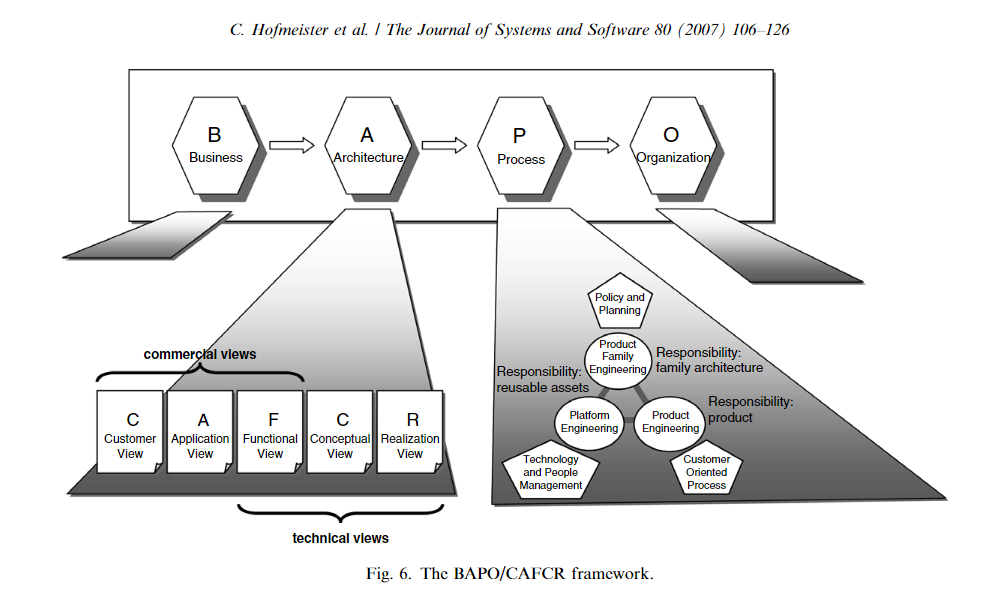 C. Hofmeister et al. / The Journal of Systems and Software 80 (2007) 106–126
B
Business
A
Architecture
P
Process
O
Organization
Policy and
Planning
Product
Family
Engineering
Responsibility:
family architecture
Responsibility:
reusable assets
Platform
Engineering
Product
Engineering
Responsibility:
product
Technology
and People
Management
Customer
Oriented
Process
commercial views
C
Customer
View
A
Application
View
F
Functional
View
C
Conceptual
View
R
Realization
View
technical views
Fig. 6. The BAPO/CAFCR framework.